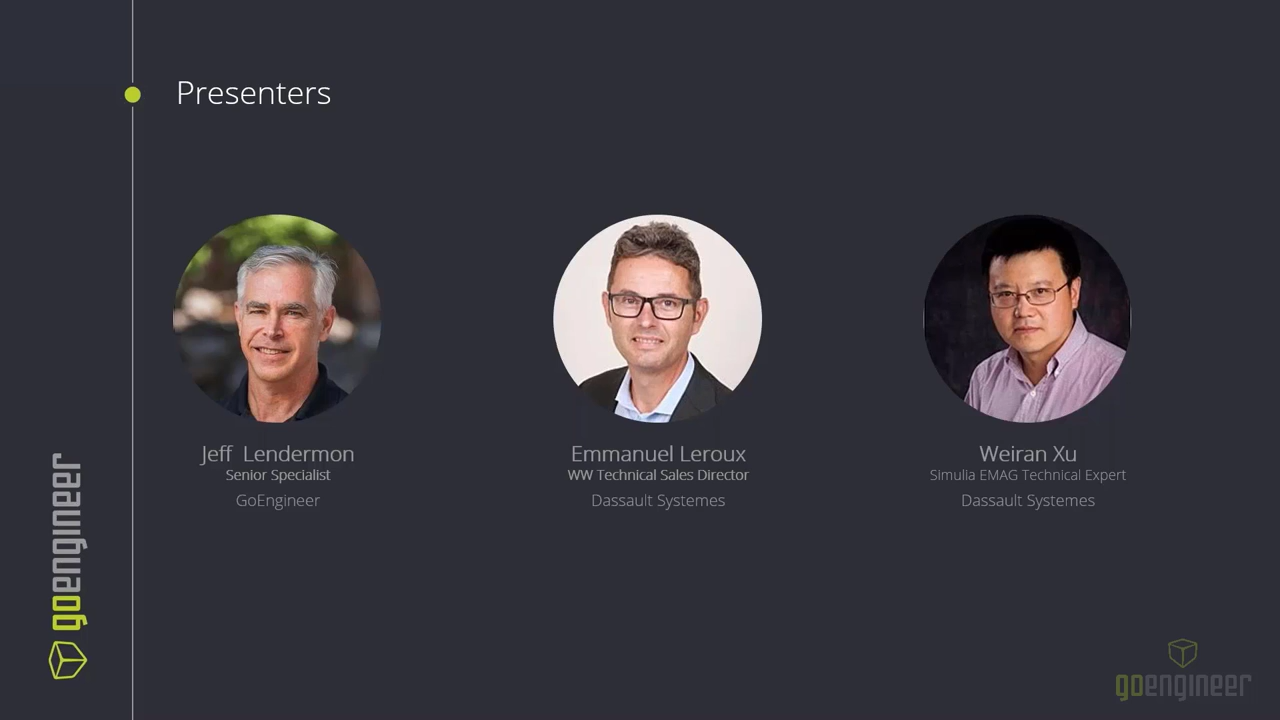 Presenters
Jeff Lendermon
Senior Specialist
GoEngineer
Emmanuel Leroux
WW Technical Sales Director
Dassault Systemes
Weiran Xu
Simulia EMAG Technical Expert
Dassault Systemes
goengineer
goengineer